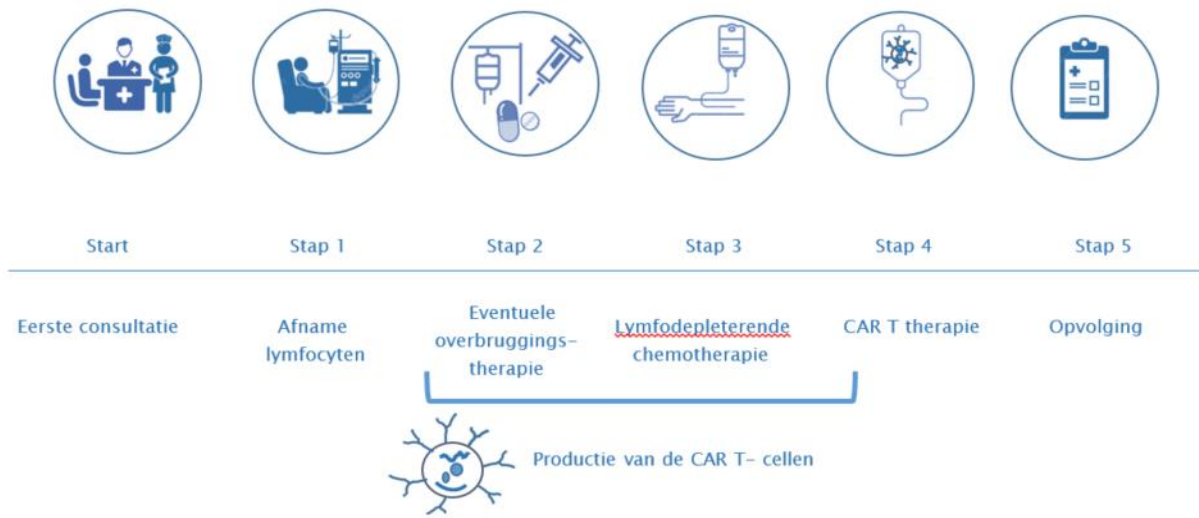 Start
Stap 1
Stap 2
Stap 3
Stap 4
Stap 5
Eerste consultatie
Afname
lymfocyten
Eventuele
overbruggings-
therapie
Lymfodepleterende
chemotherapie
CAR T therapie
Opvolging
Productie van de CAR T- cellen